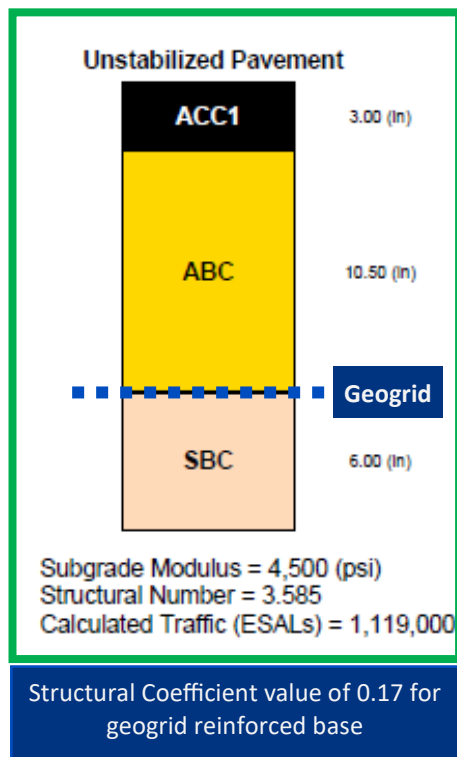 Unstabilized Pavement
ACC1
3.00 (in)
ABC
10.50 (in)
Geogrid
SBC
6.00 (in)
Subgrade Modulus = 4,500 (psi)
Structural Number = 3.585
Calculated Traffic (ESALs) = 1,119,000
Structural Coefficient value of 0.17 for
geogrid reinforced base